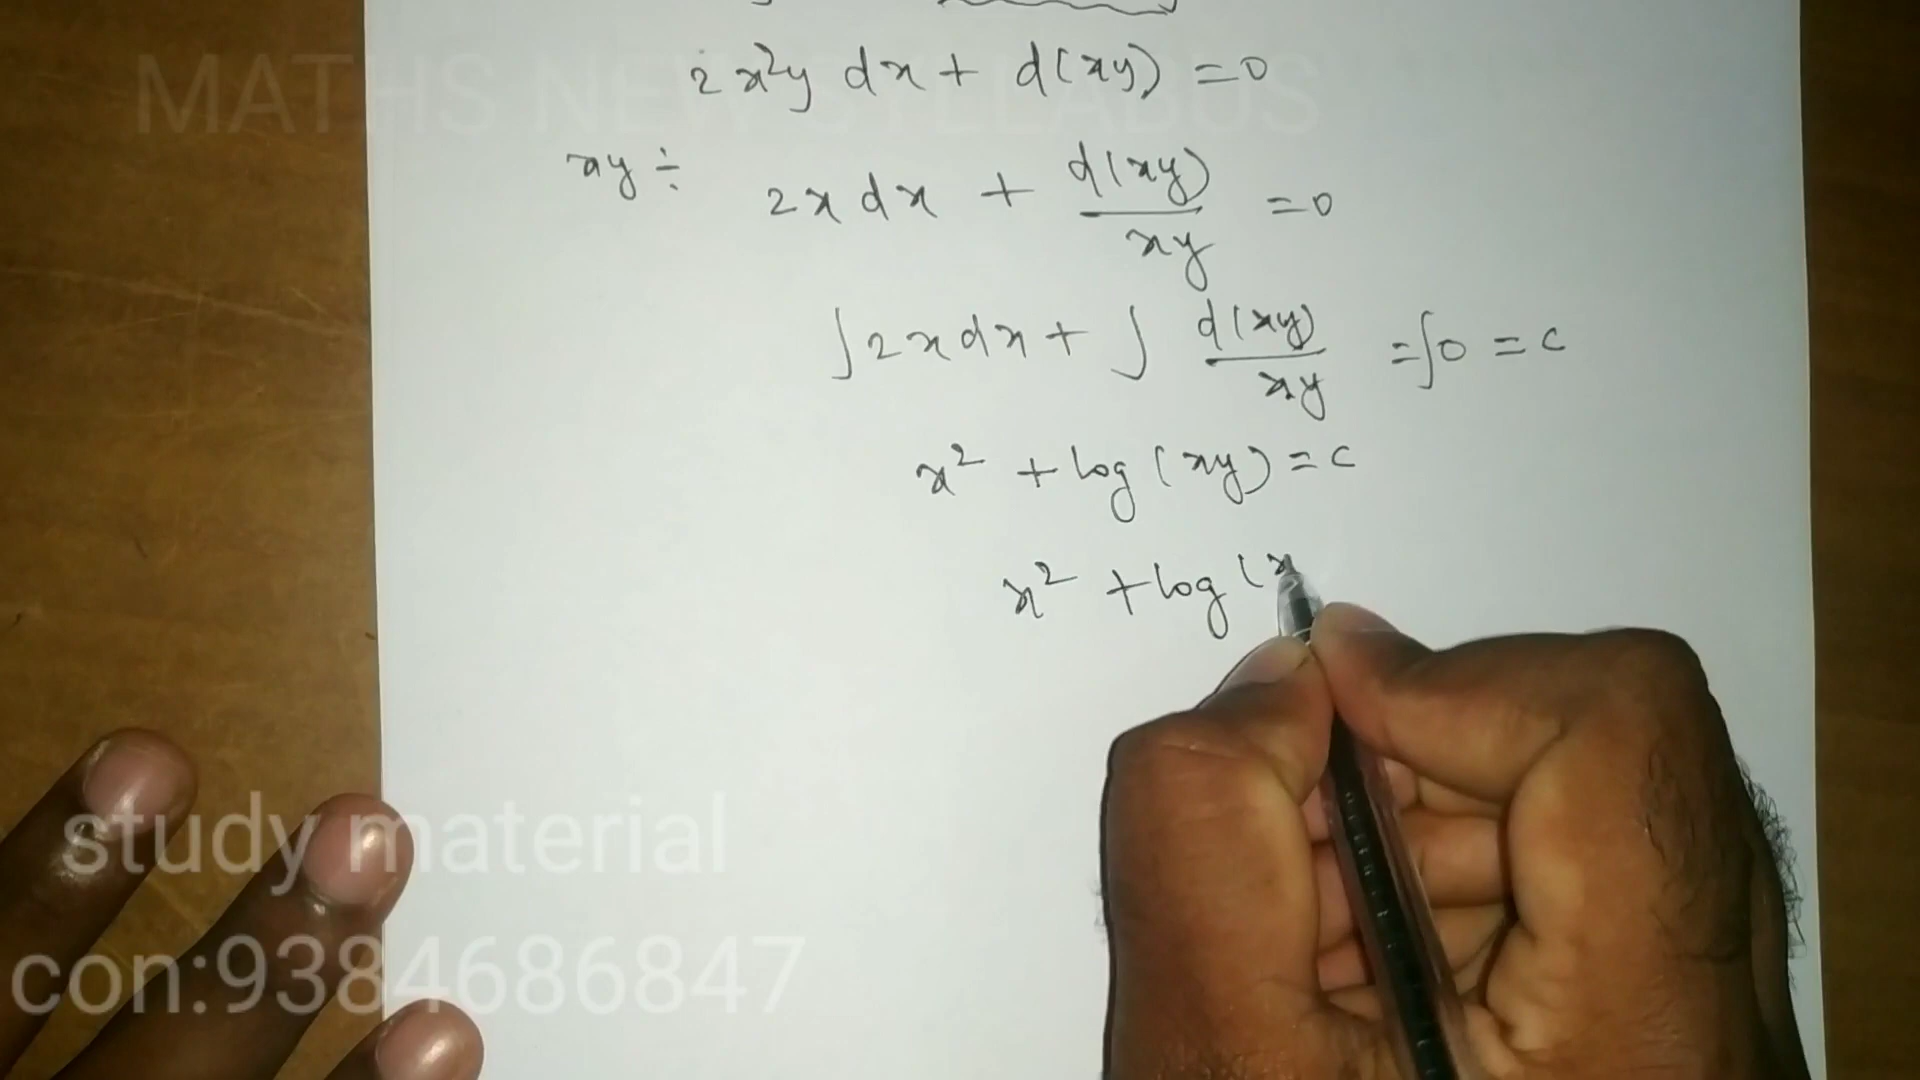 MATHS NEW SYLLABUS
2x²y dx + d(xy) = 0
xy ÷ 2x dx + d(xy)/xy = 0
∫2x dx + ∫ d(xy)/xy = ∫0 = c
x² + log(xy) = c
x² + log(x
study material
con:9384686847